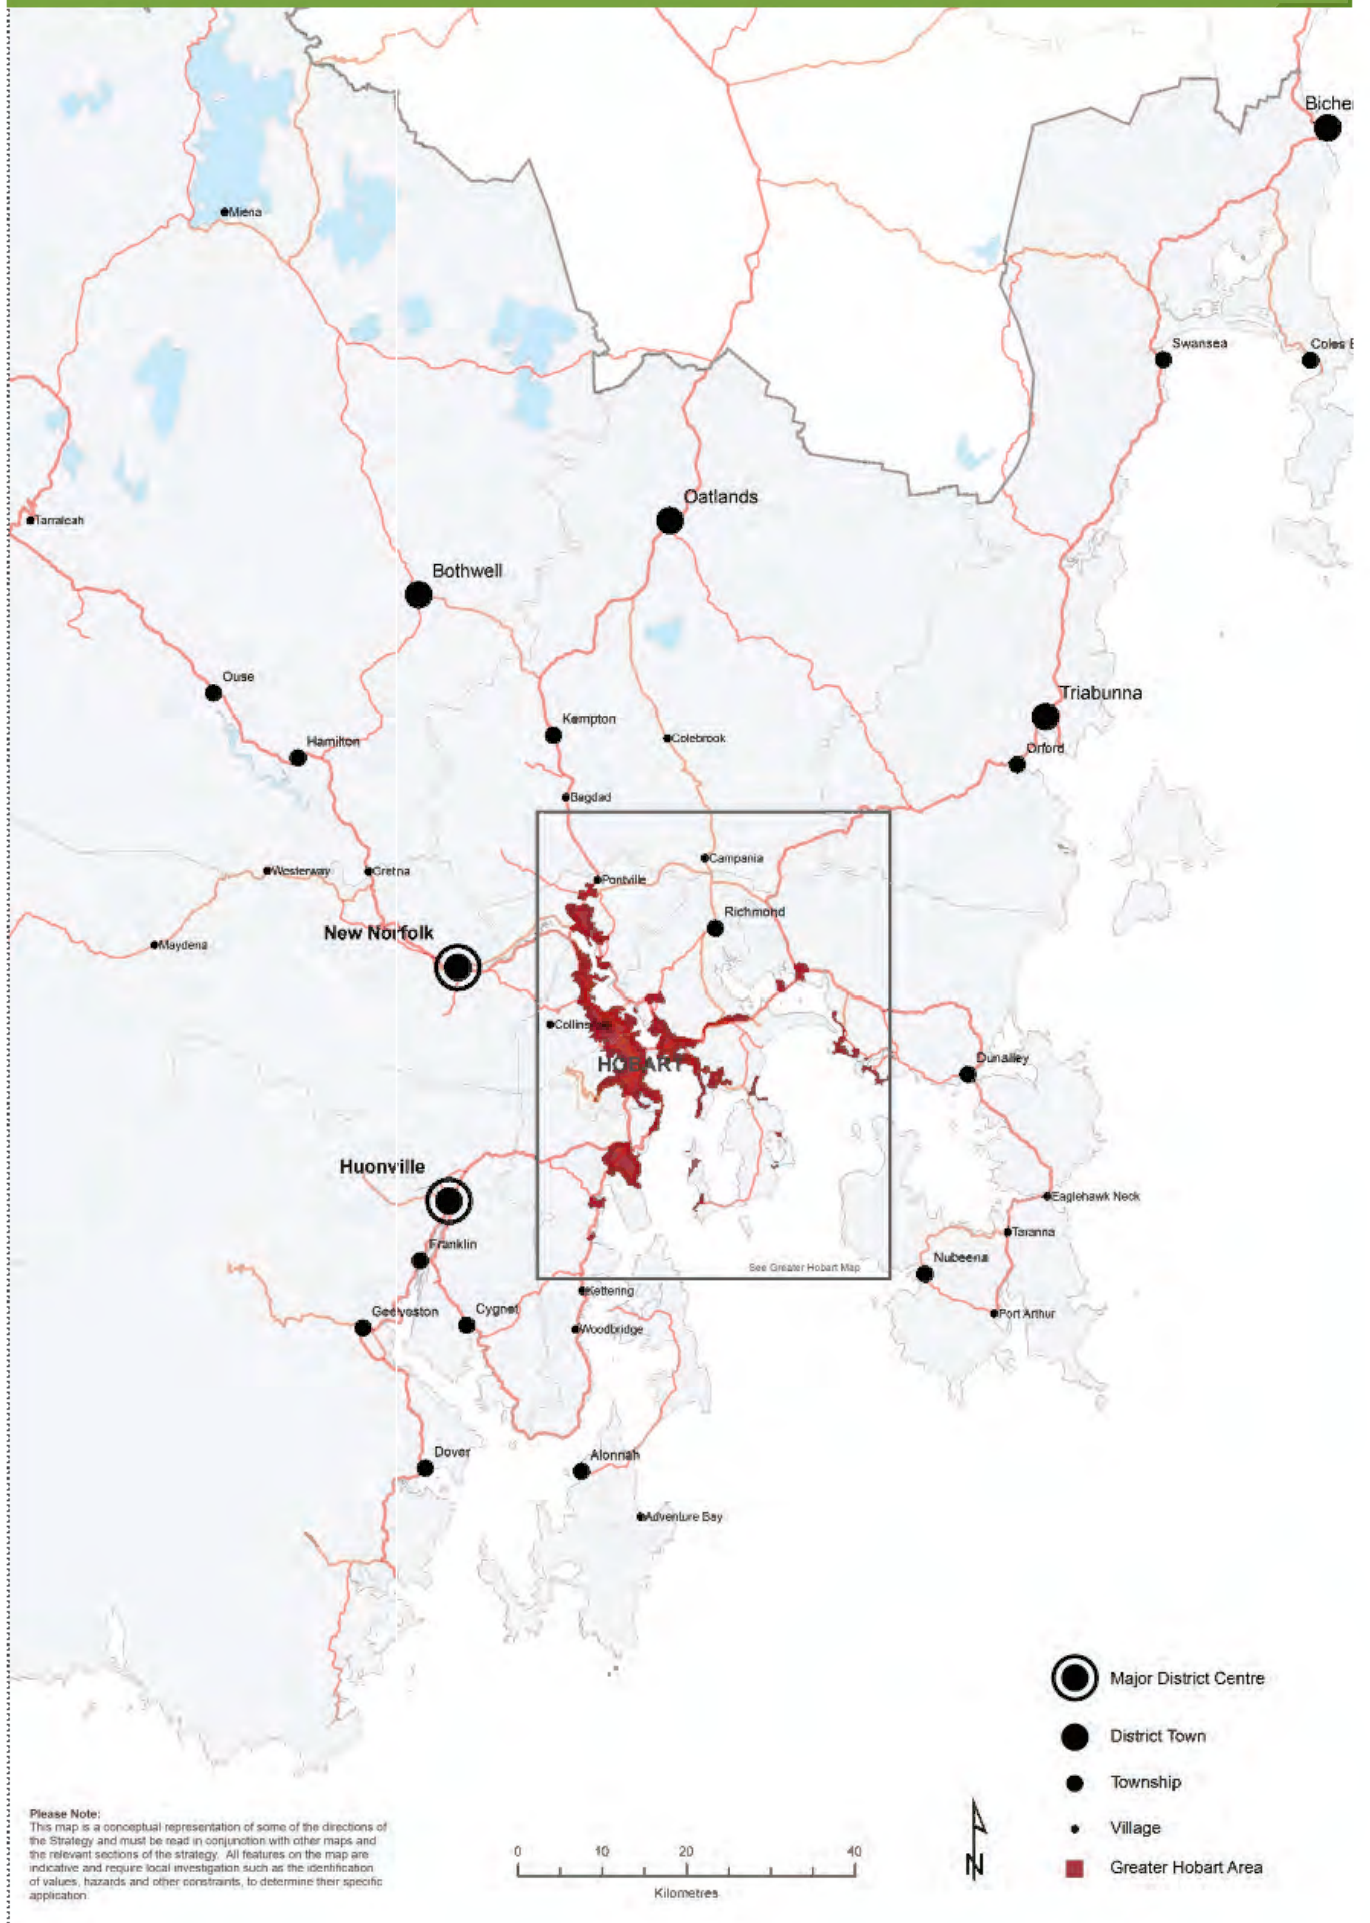 Biche
Miena
Swansea
Coles B
Oatlands
Tarraleah
Bothwell
Ouse
Triabunna
Kempton
Colebrook
Hamilton
Orford
Bagdad
Campania
Westerway
Gretna
Pontville
Richmond
New Norfolk
Maydena
Collins
HOBART
Dunalley
Huonville
Eaglehawk Neck
Taranna
Franklin
Nubeena
See Greater Hobart Map
Kettering
Geeveston
Cygnet
Port Arthur
Woodbridge
Dover
Alonnah
Adventure Bay
Major District Centre
District Town
Township
Village
Greater Hobart Area
Please Note:
This map is a conceptual representation of some of the directions of
the Strategy and must be read in conjunction with other maps and
the relevant sections of the strategy. All features on the map are
indicative and require local investigation such as the identification
of values, hazards and other constraints, to determine their specific
application
0 10 20 40
Kilometres
N